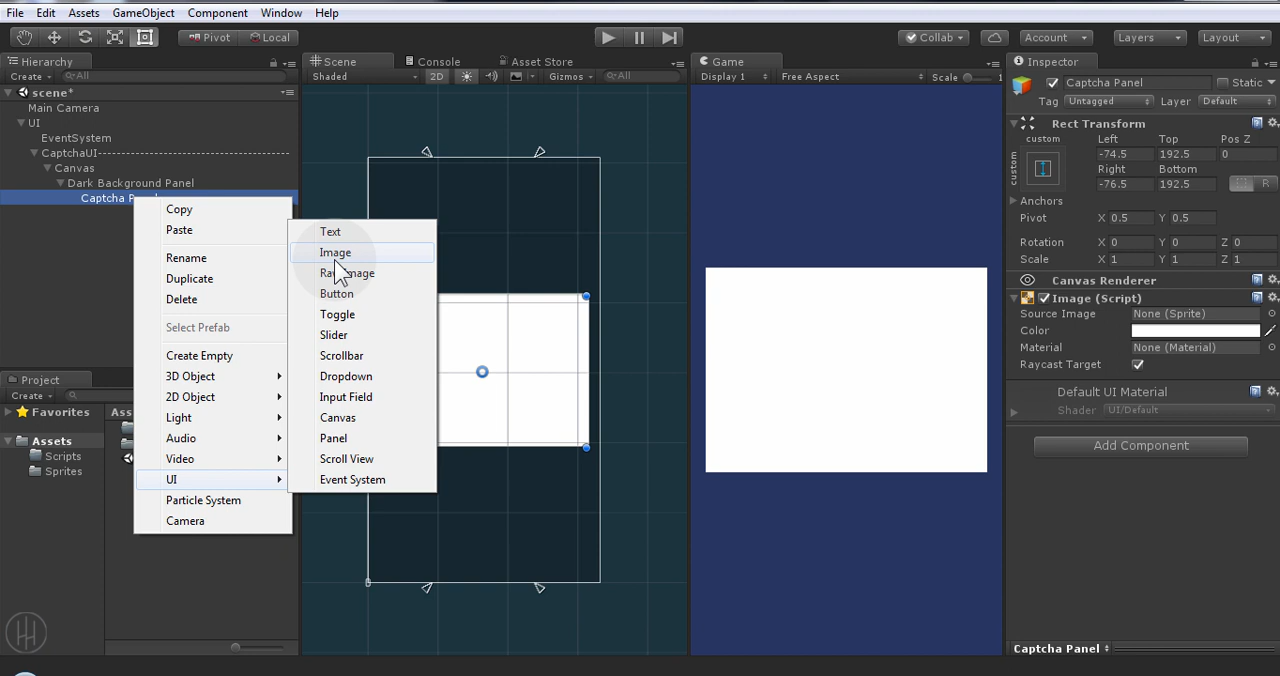 File Edit Assets GameObject Component Window Help
Pivot Local Collab Account Layers Layout
Hierarchy
Create All
scene*
Main Camera
UI
EventSystem
CaptchaUI---------------------------------------
Canvas
Dark Background Panel
Captcha
Copy
Paste
Rename
Duplicate
Delete
Select Prefab
Create Empty
3D Object
2D Object
Light
Audio
Video
UI
Particle System
Camera
Text
Image
Raw Image
Button
Toggle
Slider
Scrollbar
Dropdown
Input Field
Canvas
Panel
Scroll View
Event System
Project
Create
Favorites
Assets
Scripts
Sprites
Scene Console Asset Store
Shaded 2D Gizmos All
Game
Display 1 Free Aspect Scale 1
Inspector
Captcha Panel Static
Tag Untagged Layer Default
Rect Transform
custom Left Top Pos Z
custom -74.5 192.5 0
Right Bottom
-76.5 192.5 R
Anchors
Pivot X 0.5 Y 0.5
Rotation X 0 Y 0 Z 0
Scale X 1 Y 1 Z 1
Canvas Renderer
Image (Script)
Source Image None (Sprite)
Color
Material None (Material)
Raycast Target
Default UI Material
Shader UI/Default
Add Component
Captcha Panel